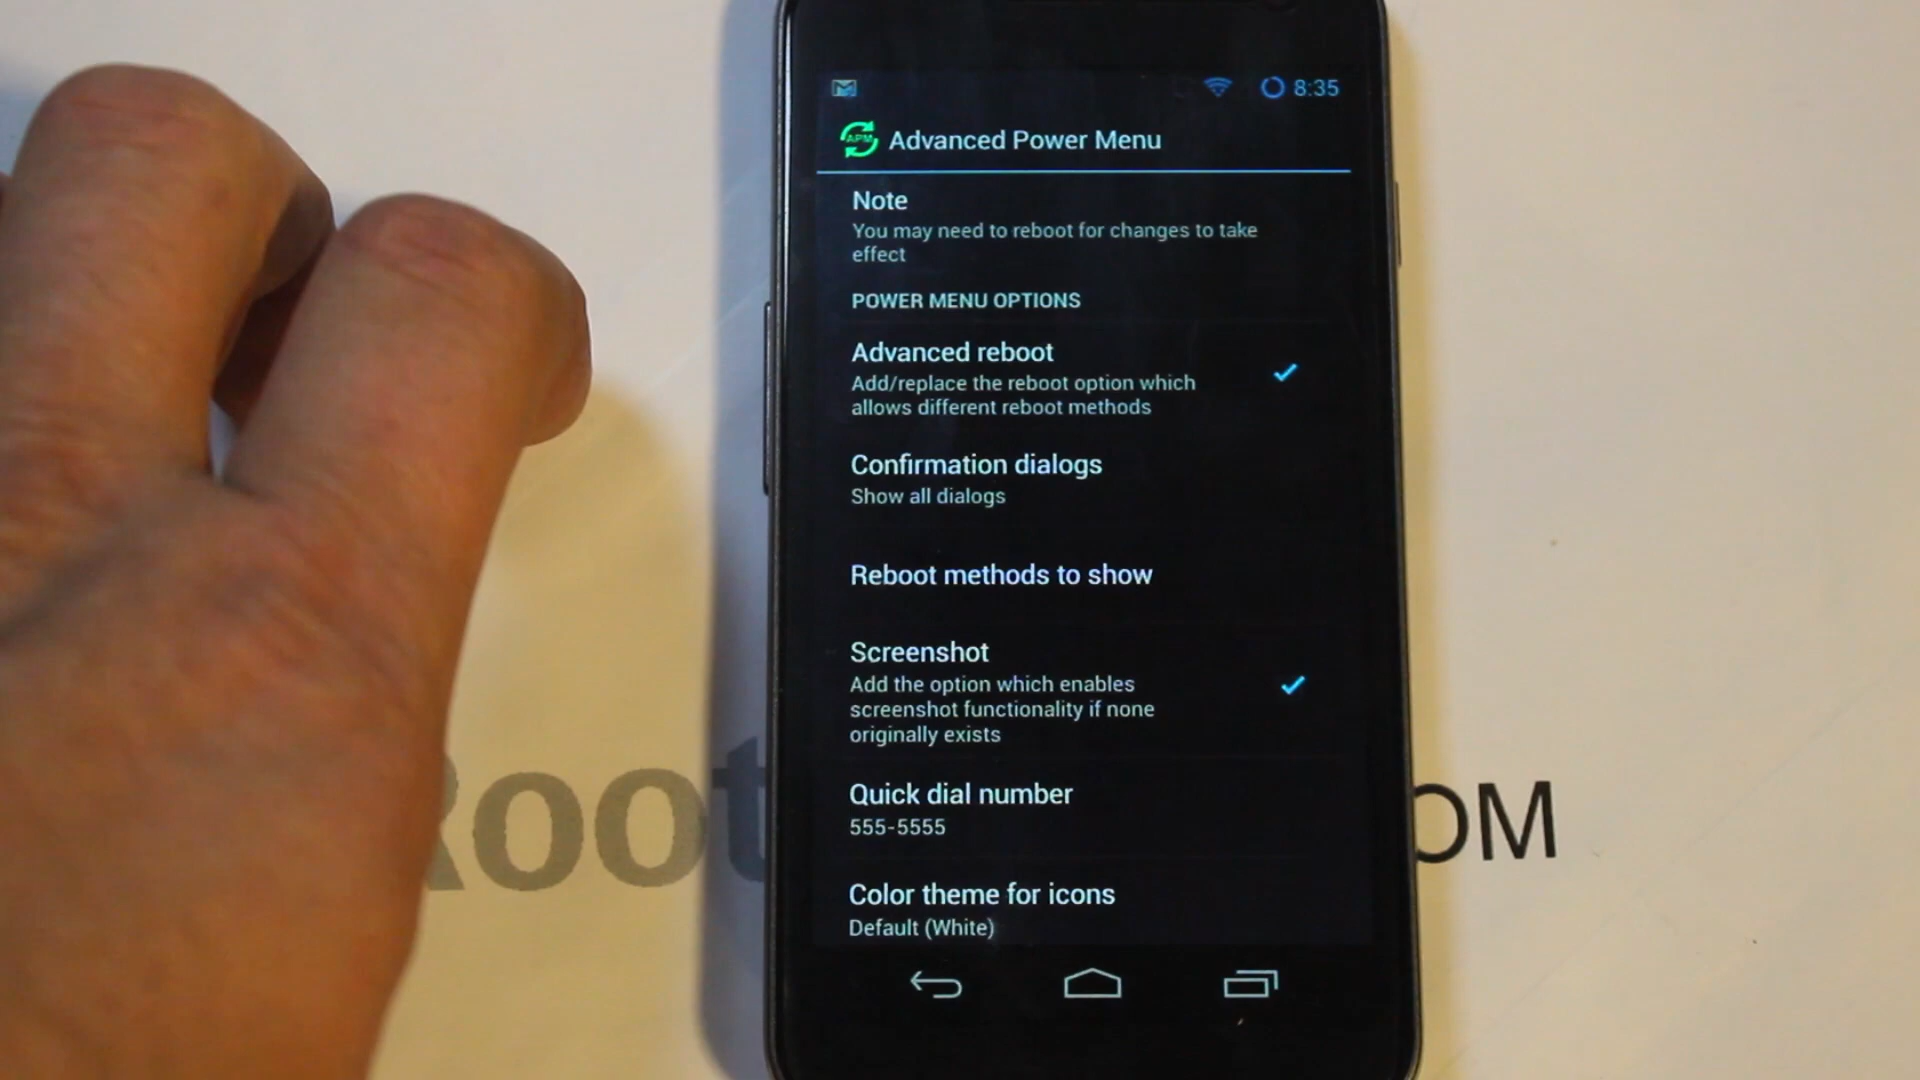 8:35
APM
Advanced Power Menu
Note
You may need to reboot for changes to take
effect
POWER MENU OPTIONS
Advanced reboot
Add/replace the reboot option which
allows different reboot methods
Confirmation dialogs
Show all dialogs
Reboot methods to show
Screenshot
Add the option which enables
screenshot functionality if none
originally exists
Quick dial number
555-5555
Color theme for icons
Default (White)
Root OM